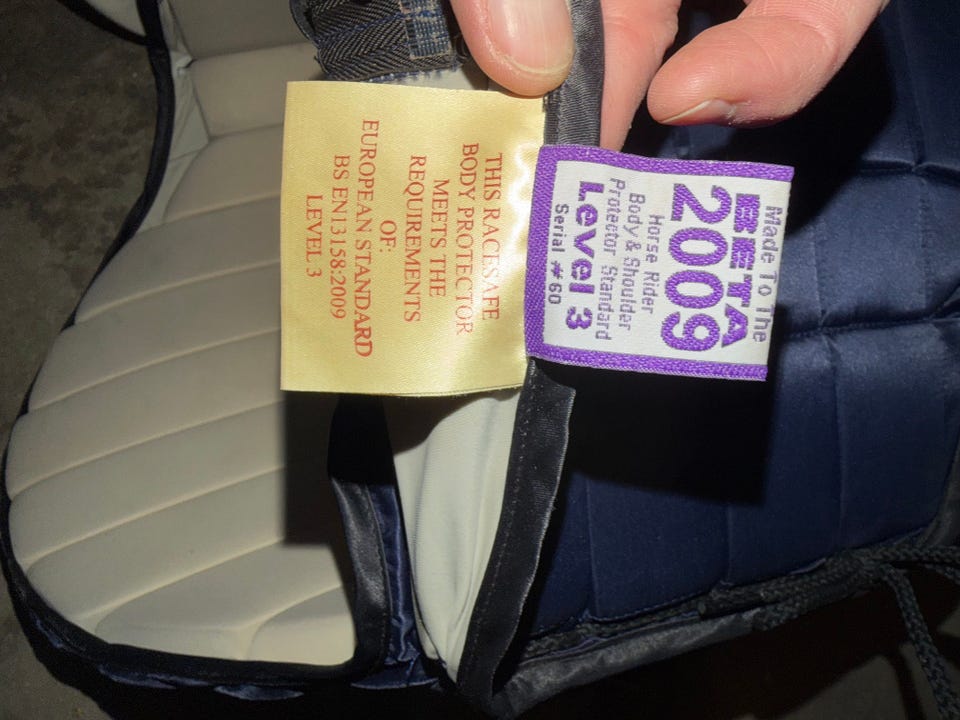 THIS RACESAFE
BODY PROTECTOR
MEETS THE
REQUIREMENTS
OF:
EUROPEAN STANDARD
BS EN13158:2009
LEVEL 3
Made To The
BETA
2009
Horse Rider
Body & Shoulder
Protector Standard
Level 3
Serial #60